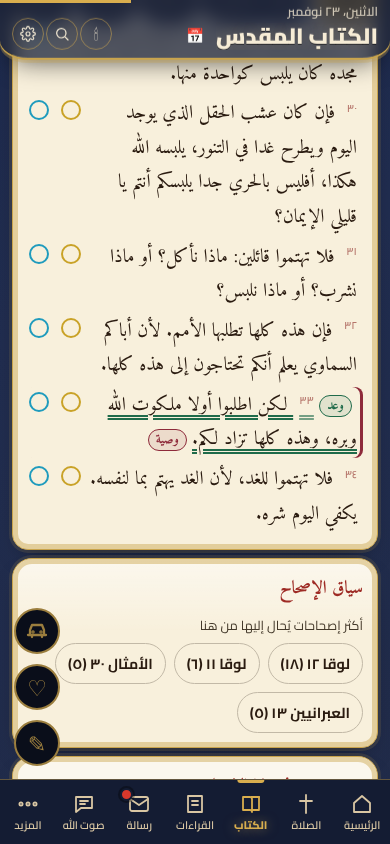 الاثنين، ٢٣ نوفمبر
الكتاب المقدس
مجده كان يلبس كواحدة منها.
٣٠ فإن كان عشب الحقل الذي يوجد
اليوم ويطرح غدا في التنور، يلبسه الله
هكذا، أفليس بالحري جدا يلبسكم أنتم يا
قليلي الإيمان؟
٣١ فلا تهتموا قائلين: ماذا نأكل؟ أو ماذا
نشرب؟ أو ماذا نلبس؟
٣٢ فإن هذه كلها تطلبها الأمم. لأن أباكم
السماوي يعلم أنكم تحتاجون إلى هذه كلها.
وعد ٣٣ لكن اطلبوا أولا ملكوت الله
وبره، وهذه كلها تزاد لكم. وصية
٣٤ فلا تهتموا للغد، لأن الغد يهتم بما لنفسه.
يكفي اليوم شره.
سياق الإصحاح
أكثر إصحاحات يُحال إليها من هنا
لوقا ١٢ (١٨) لوقا ١١ (٦) الأمثال ٣٠ (٥)
العبرانيين ١٣ (٥)
الرئيسية الصلاة الكتاب القراءات رسالة صوت الله المزيد